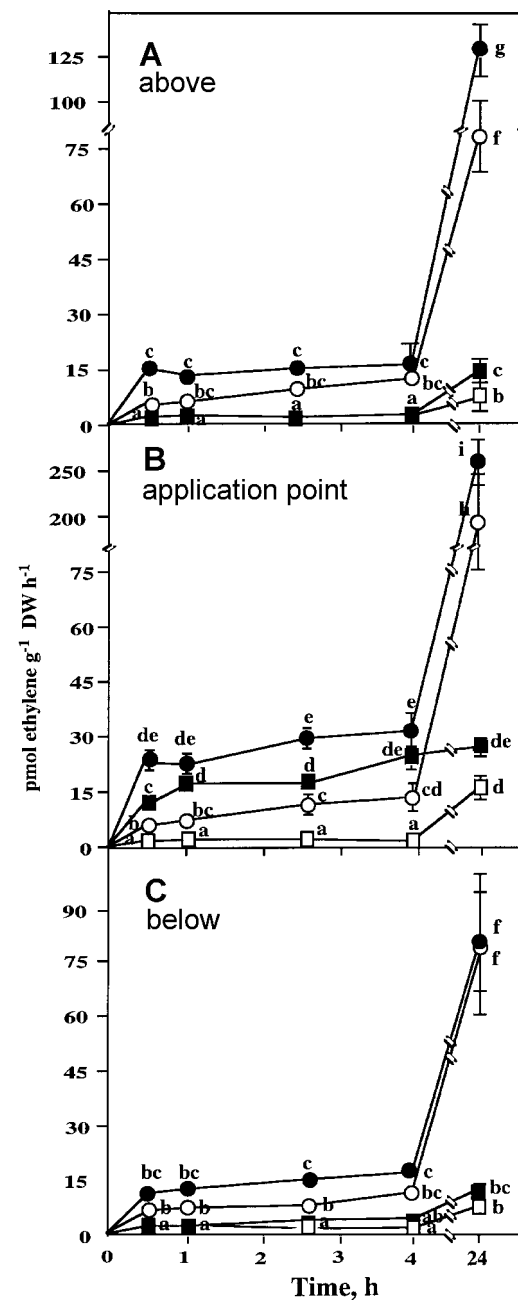 A
above
125
100
75
45
30
15
0
g
f
c
c
c
c
b
bc
bc
bc
a
a
a
a
c
b
B
application point
250
200
75
45
30
15
0
i
h
de
de
e
e
c
d
d
de
de
b
bc
c
cd
d
a
a
a
a
C
below
90
75
60
45
30
15
0
f
f
bc
bc
c
c
b
b
b
bc
a
a
a
ab
a
bc
b
0
1
2
3
4
24
Time, h
pmol ethylene g-1 DW h-1